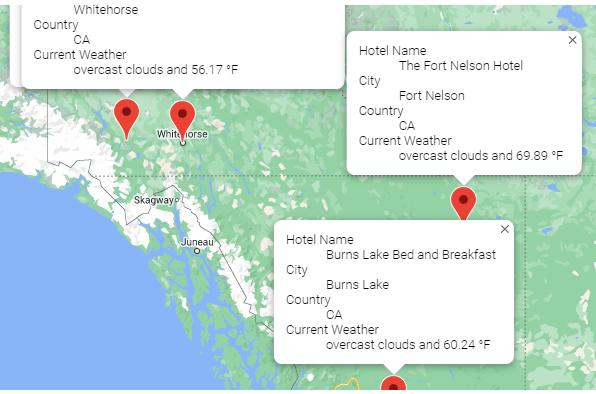 Whitehorse
Country
CA
Current Weather
overcast clouds and 56.17 °F
Hotel Name
The Fort Nelson Hotel
City
Fort Nelson
Country
CA
Current Weather
overcast clouds and 69.89 °F
Whitehorse
Skagway
Juneau
Hotel Name
Burns Lake Bed and Breakfast
City
Burns Lake
Country
CA
Current Weather
overcast clouds and 60.24 °F